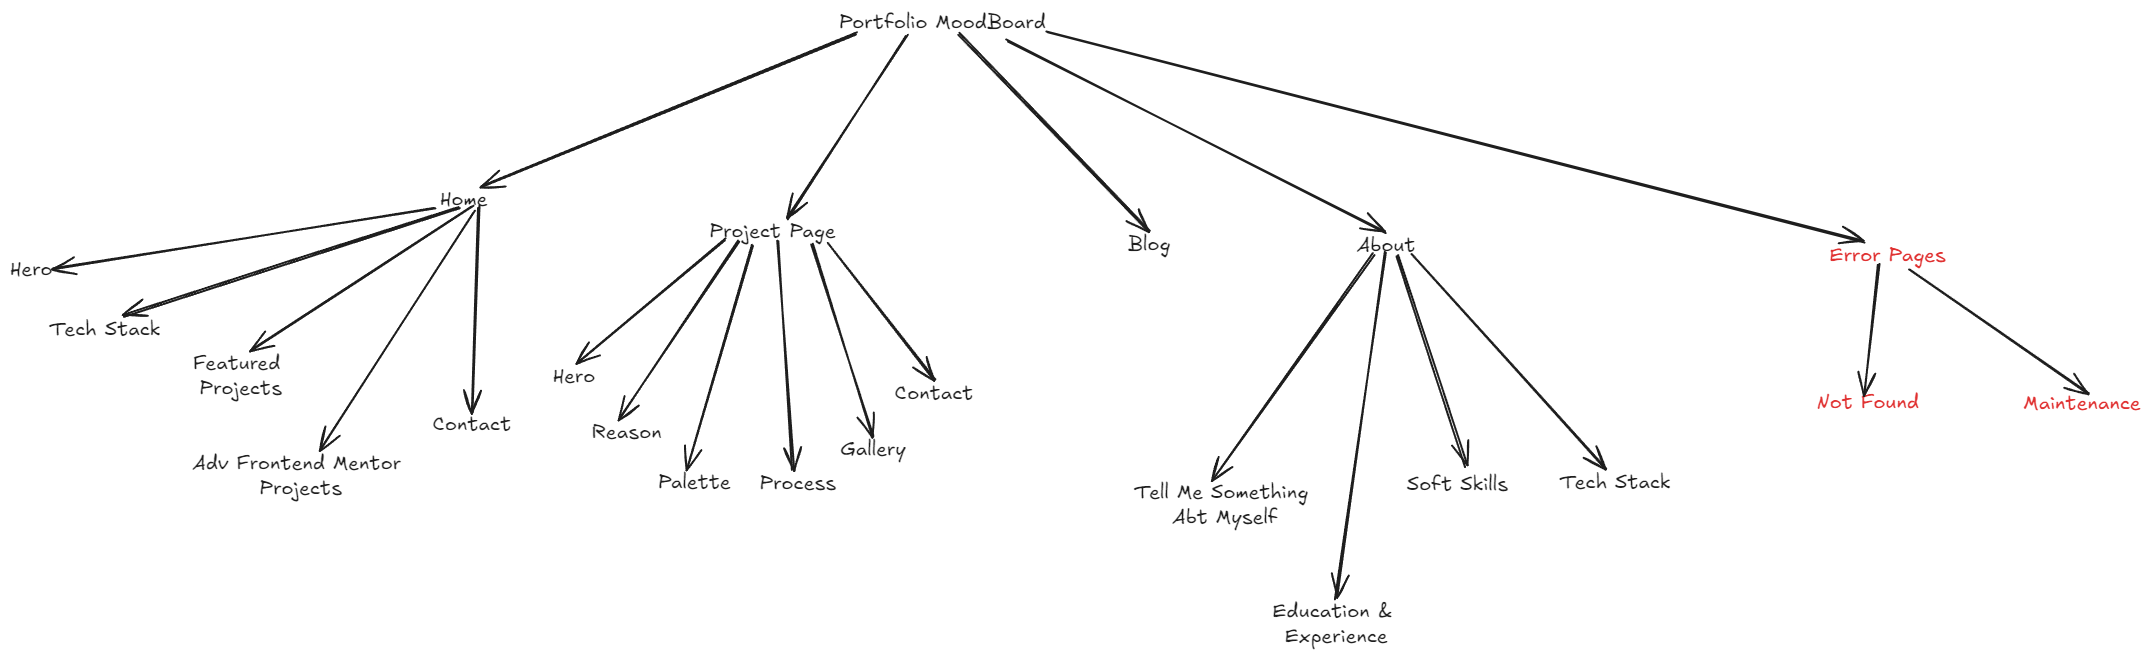 Portfolio MoodBoard
Home
Project Page
Blog
About
Error Pages
Hero
Tech Stack
Featured
Projects
Adv Frontend Mentor
Projects
Contact
Hero
Reason
Palette
Process
Gallery
Contact
Tell Me Something
Abt Myself
Education &
Experience
Soft Skills
Tech Stack
Not Found
Maintenance